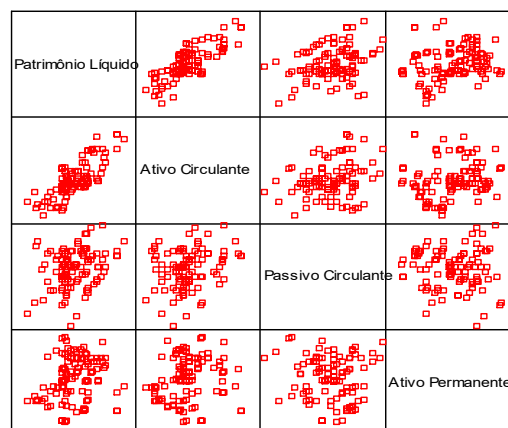 Patrimônio Líquido
Ativo Circulante
Passivo Circulante
Ativo Permanente